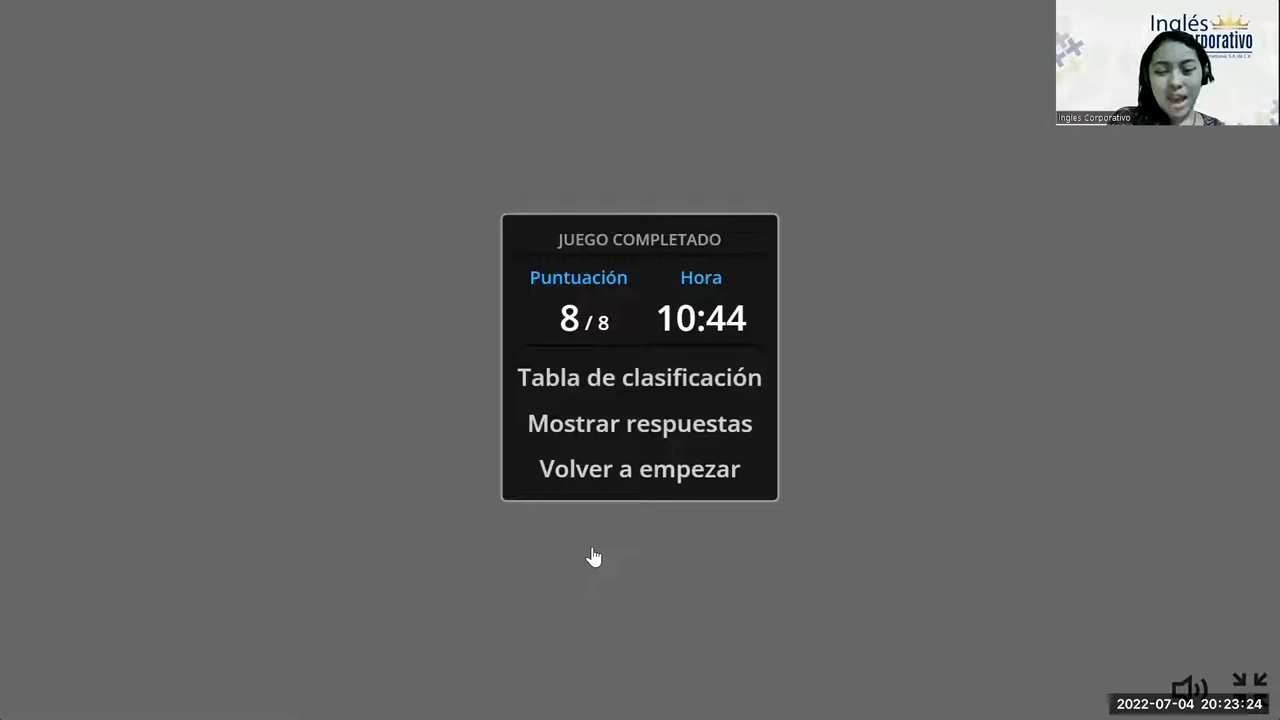 Inglés
Corporativo
Ingles Corporativo
JUEGO COMPLETADO
Puntuación Hora
8 / 8 10:44
Tabla de clasificación
Mostrar respuestas
Volver a empezar
2022-07-04 20:23:24